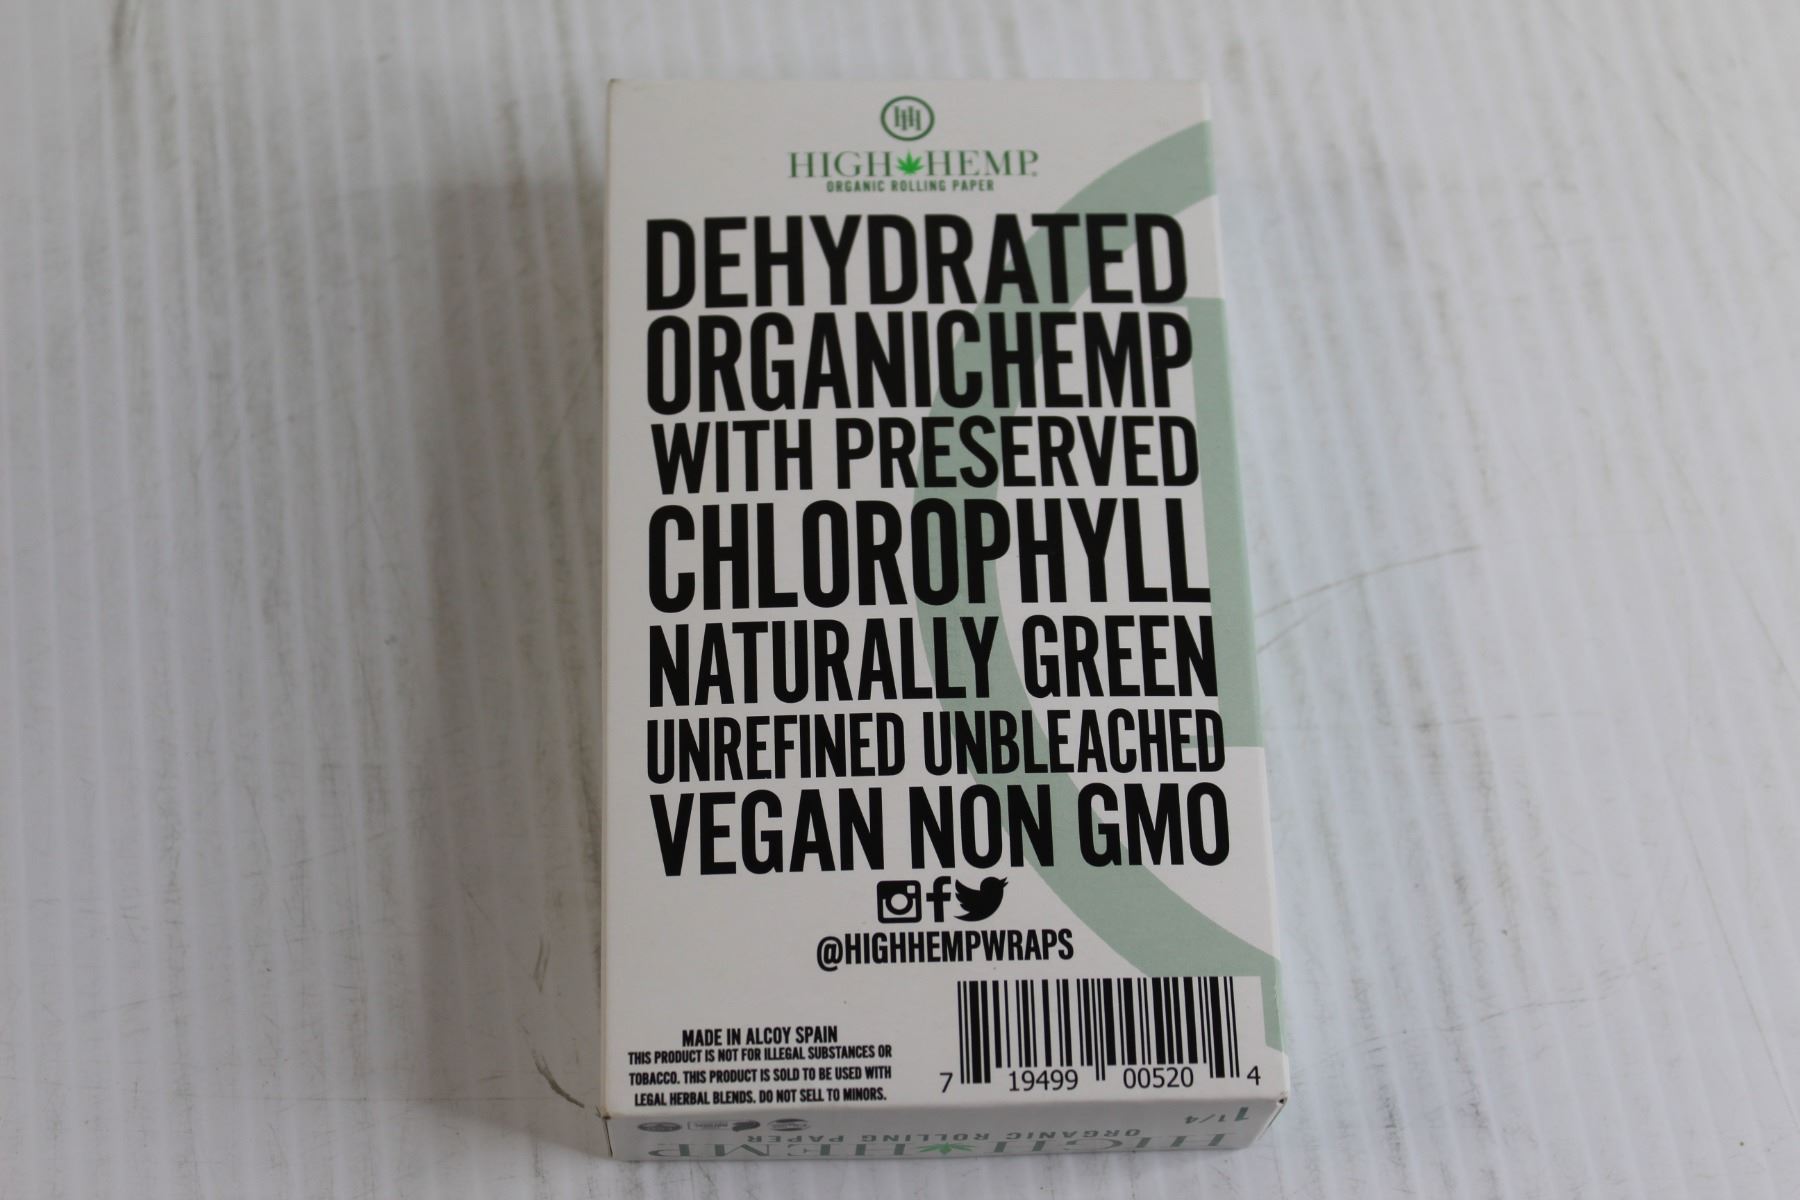 HIGH HEMP
ORGANIC ROLLING PAPER
DEHYDRATED
ORGANICHEMP
WITH PRESERVED
CHLOROPHYLL
NATURALLY GREEN
UNREFINED UNBLEACHED
VEGAN NON GMO
@HIGHHEMPWRAPS
MADE IN ALCOY SPAIN
THIS PRODUCT IS NOT FOR ILLEGAL SUBSTANCES OR
TOBACCO. THIS PRODUCT IS SOLD TO BE USED WITH
LEGAL HERBAL BLENDS. DO NOT SELL TO MINORS.
7 19499 00520 4
1 1/4
ORGANIC ROLLING PAPER
HIGH HEMP